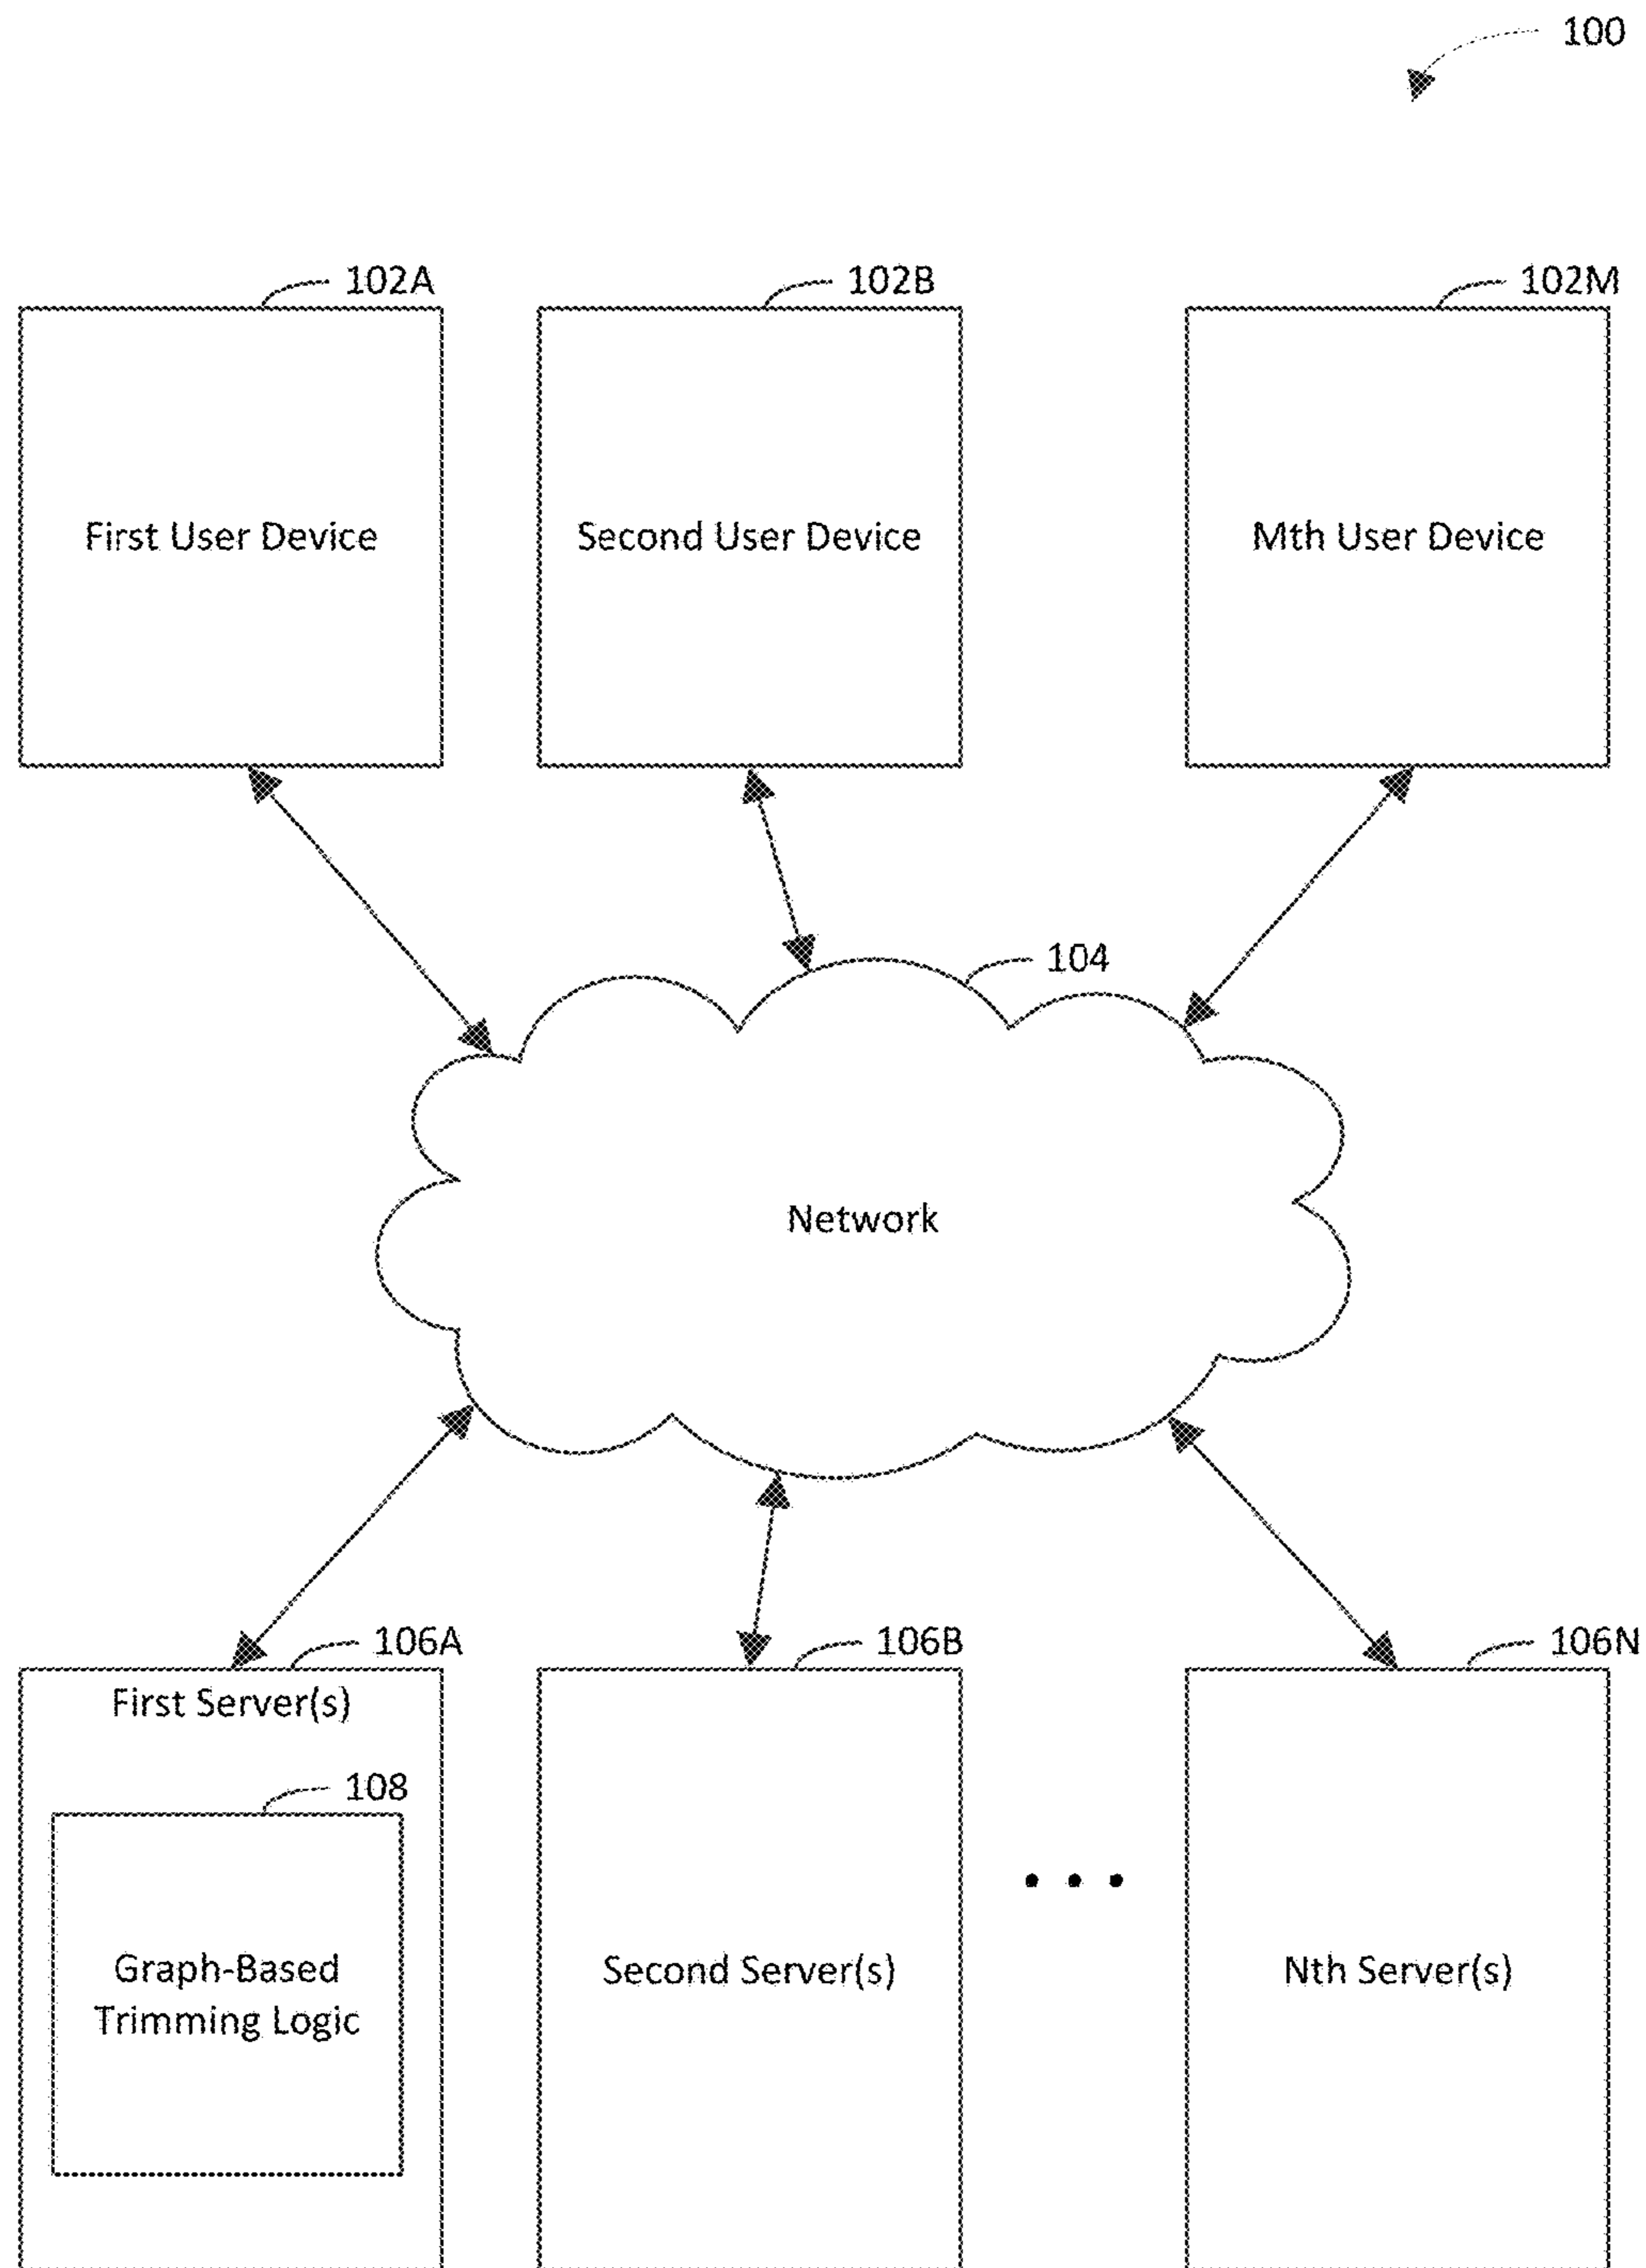 100
102A
102B
102M
First User Device
Second User Device
Mth User Device
104
Network
106A
106B
106N
First Server(s)
108
Graph-Based
Trimming Logic
Second Server(s)
• • •
Nth Server(s)